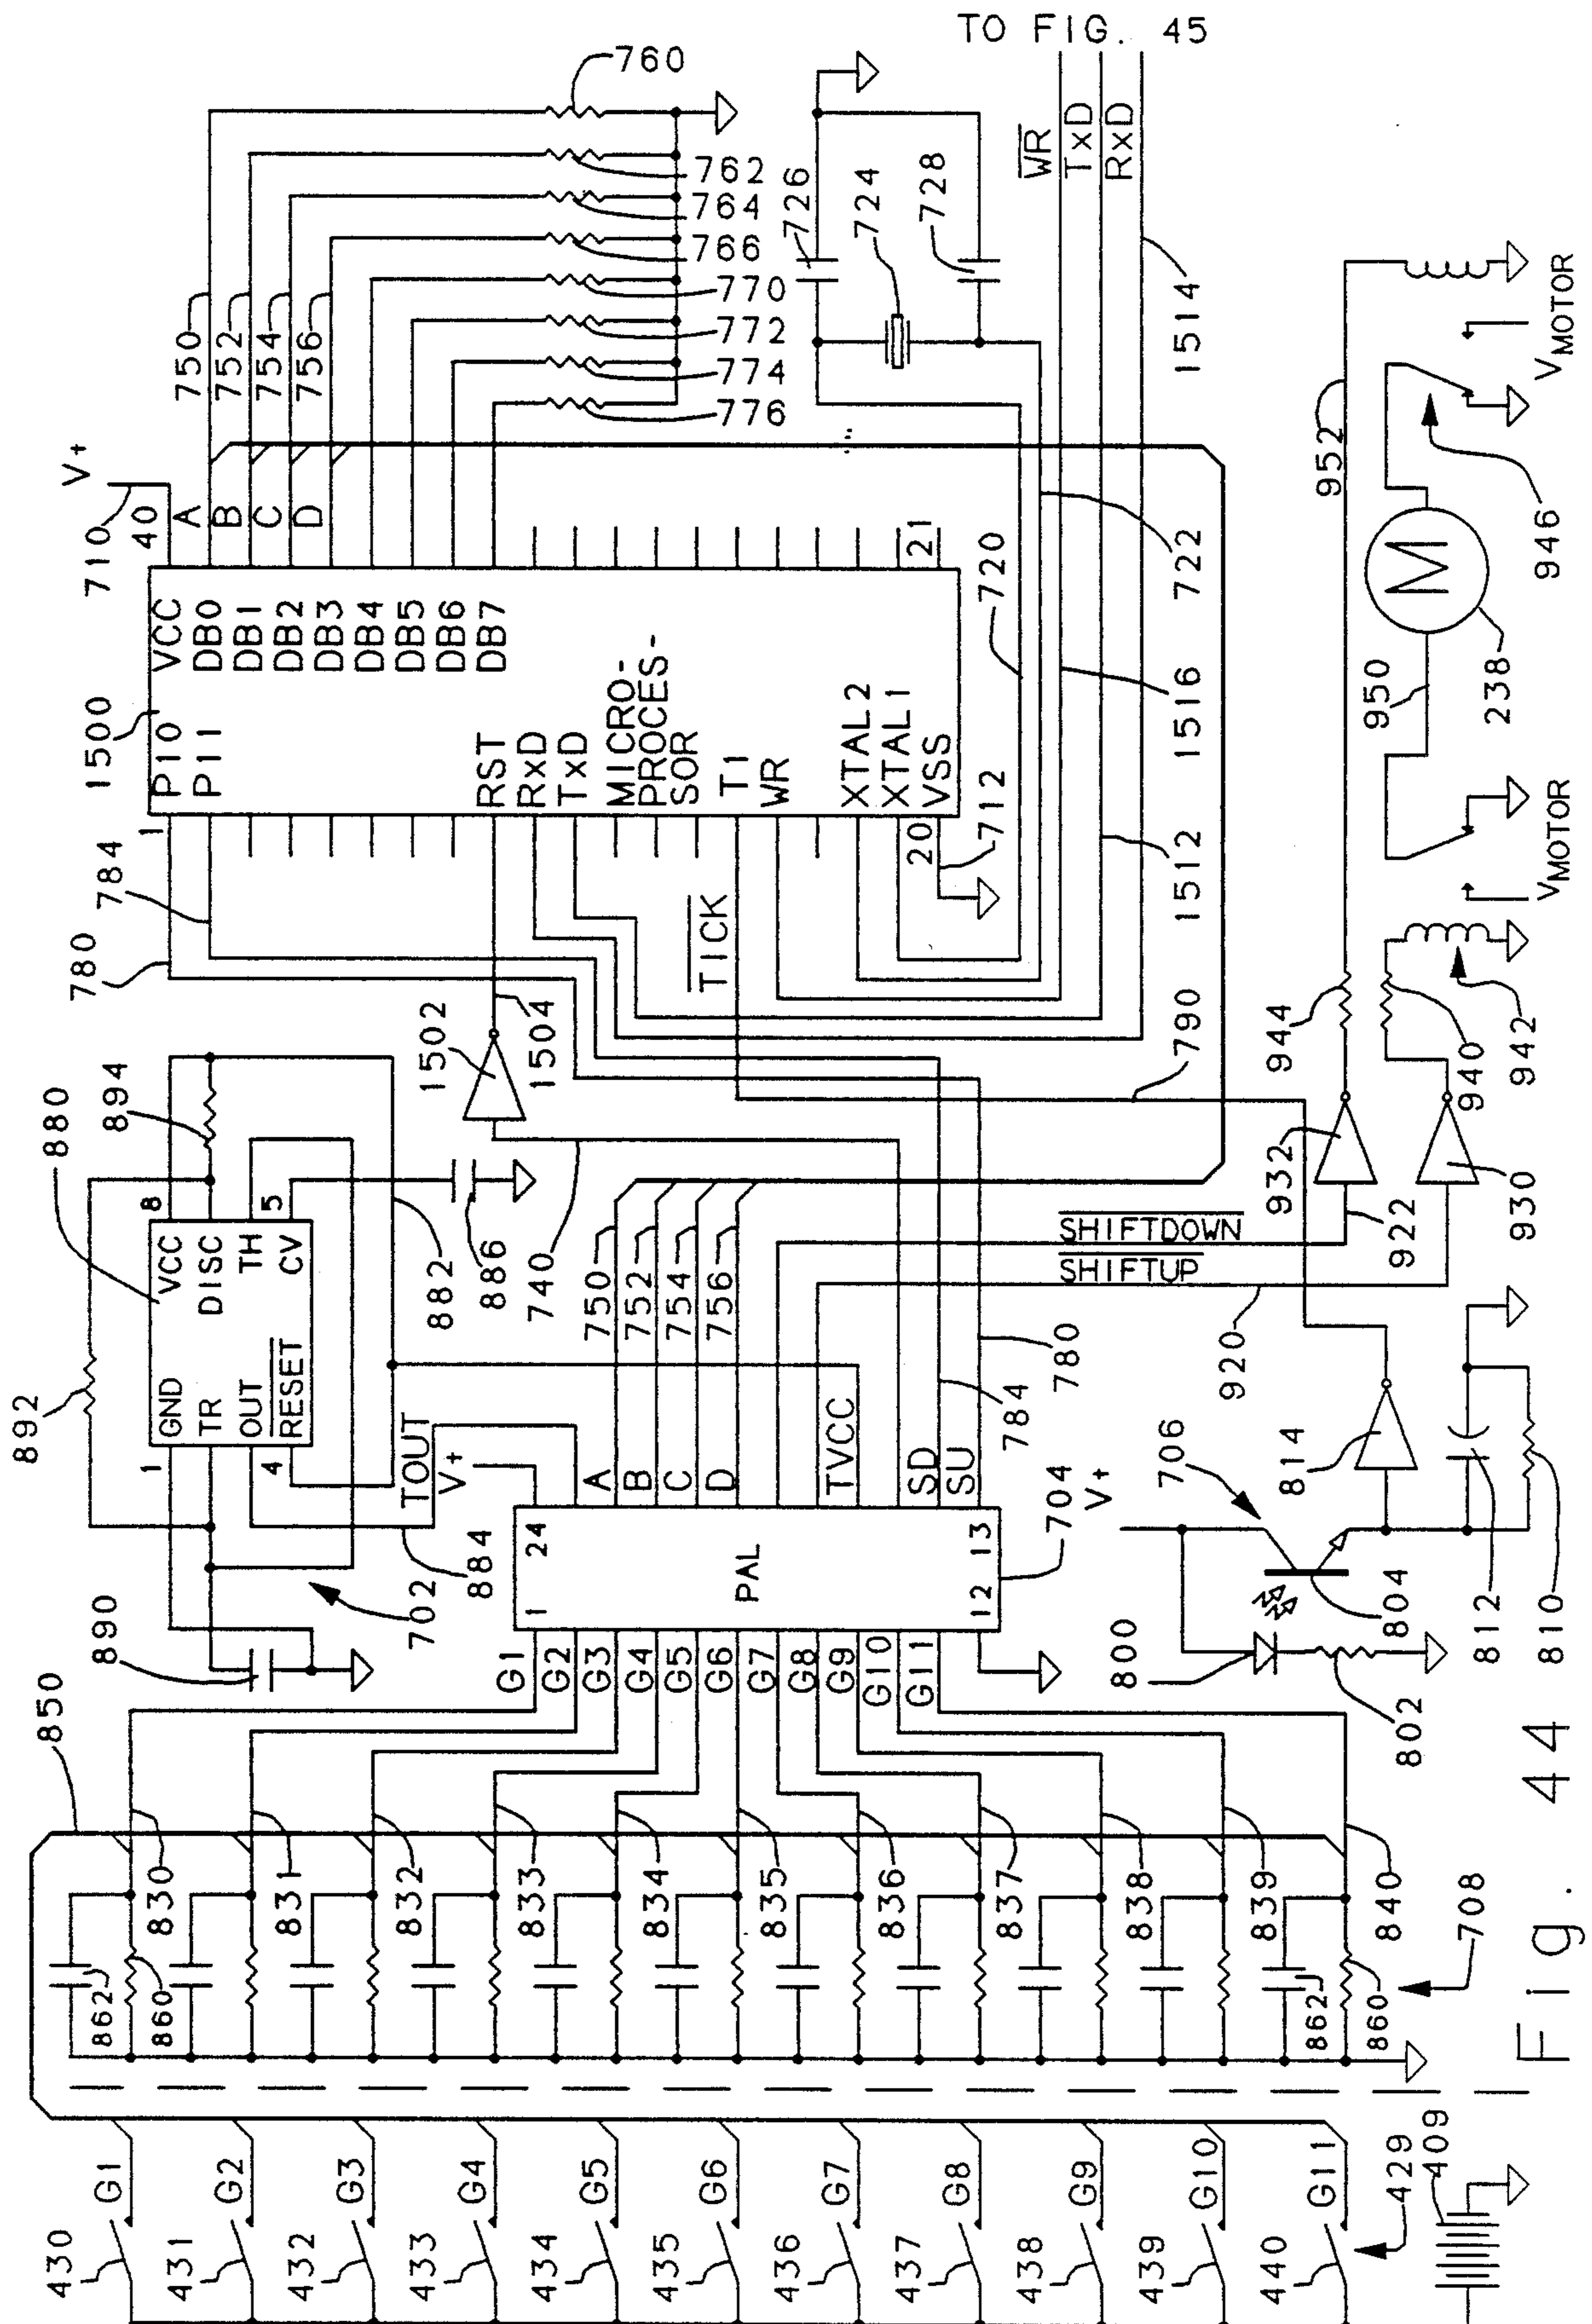 TO FIG. 45
760
762
764
766
770
772
774
776
726
724
728
WR
TxD
RxD
1514
750
752
754
756
V+
710
40
A
B
C
D
21
720
722
1516
1512
952
950
238
946
VMOTOR
VMOTOR
1500
P10
VCC
P11
DB0
DB1
DB2
DB3
DB4
DB5
DB6
DB7
RST
RxD
TxD
MICRO-
PROCES-
SOR
T1
WR
XTAL2
XTAL1
VSS
1
20
712
784
780
TICK
1502
1504
790
944
940
942
932
930
922
894
880
8
5
VCC
DISC
TH
CV
GND
TR
OUT
RESET
1
4
892
882
886
740
750
752
754
756
SHIFTDOWN
SHIFTUP
920
780
784
TOUT
V+
A
B
C
D
TVCC
SD
SU
884
702
890
1
24
PAL
12
13
704
V+
706
814
804
812
810
800
802
G1
G2
G3
G4
G5
G6
G7
G8
G9
G10
G11
850
830
831
832
833
834
835
836
837
838
839
840
862
860
862
860
708
430
431
432
433
434
435
436
437
438
439
440
G1
G2
G3
G4
G5
G6
G7
G8
G9
G10
G11
429
409
Fig. 44